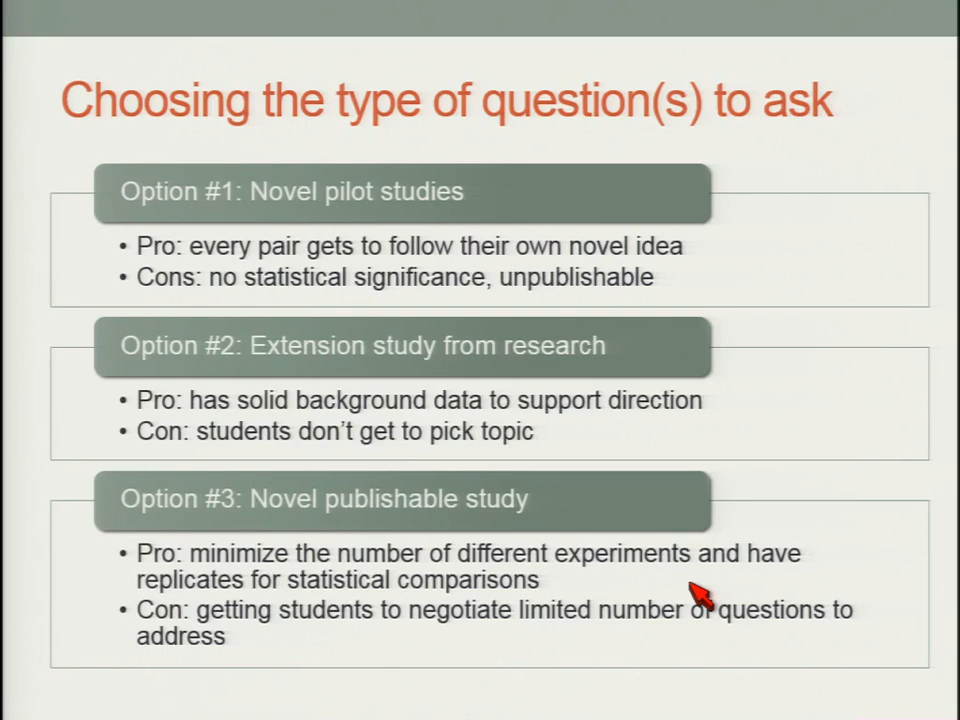 Choosing the type of question(s) to ask
Option #1: Novel pilot studies
• Pro: every pair gets to follow their own novel idea
• Cons: no statistical significance, unpublishable
Option #2: Extension study from research
• Pro: has solid background data to support direction
• Con: students don’t get to pick topic
Option #3: Novel publishable study
• Pro: minimize the number of different experiments and have
replicates for statistical comparisons
• Con: getting students to negotiate limited number of questions to
address